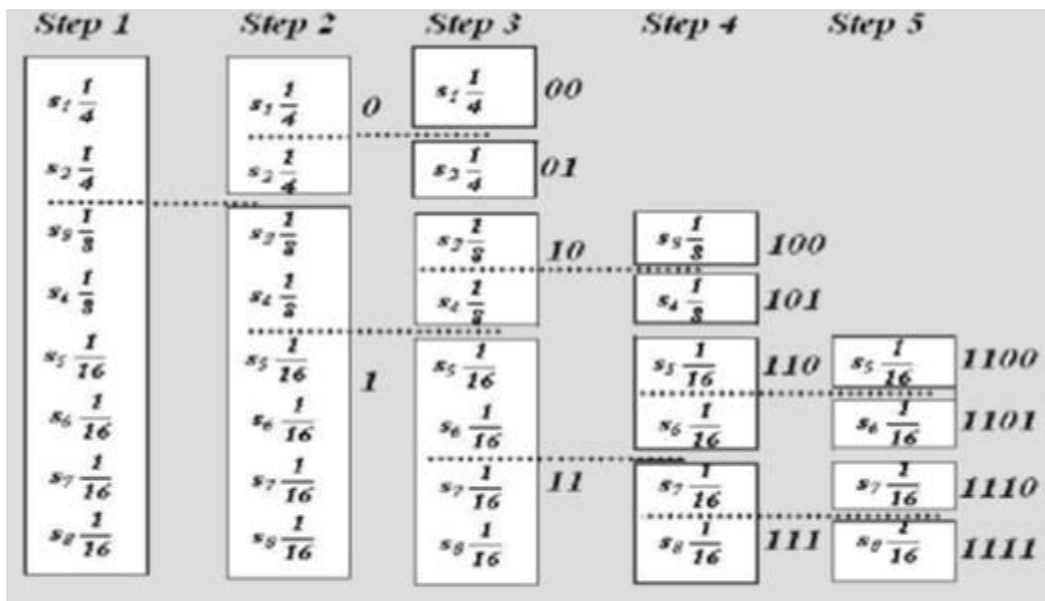 Step 1 Step 2 Step 3 Step 4 Step 5
s1 1/4 s1 1/4 0 s1 1/4 00
s2 1/4 s2 1/4 s2 1/4 01
s3 1/8 s3 1/8 s3 1/8 10 s3 1/8 100
s4 1/8 s4 1/8 s4 1/8 s4 1/8 101
s5 1/16 s5 1/16 1 s5 1/16 s5 1/16 110 s5 1/16 1100
s6 1/16 s6 1/16 s6 1/16 s6 1/16 s6 1/16 1101
s7 1/16 s7 1/16 s7 1/16 11 s7 1/16 s7 1/16 1110
s8 1/16 s8 1/16 s8 1/16 s8 1/16 111 s8 1/16 1111